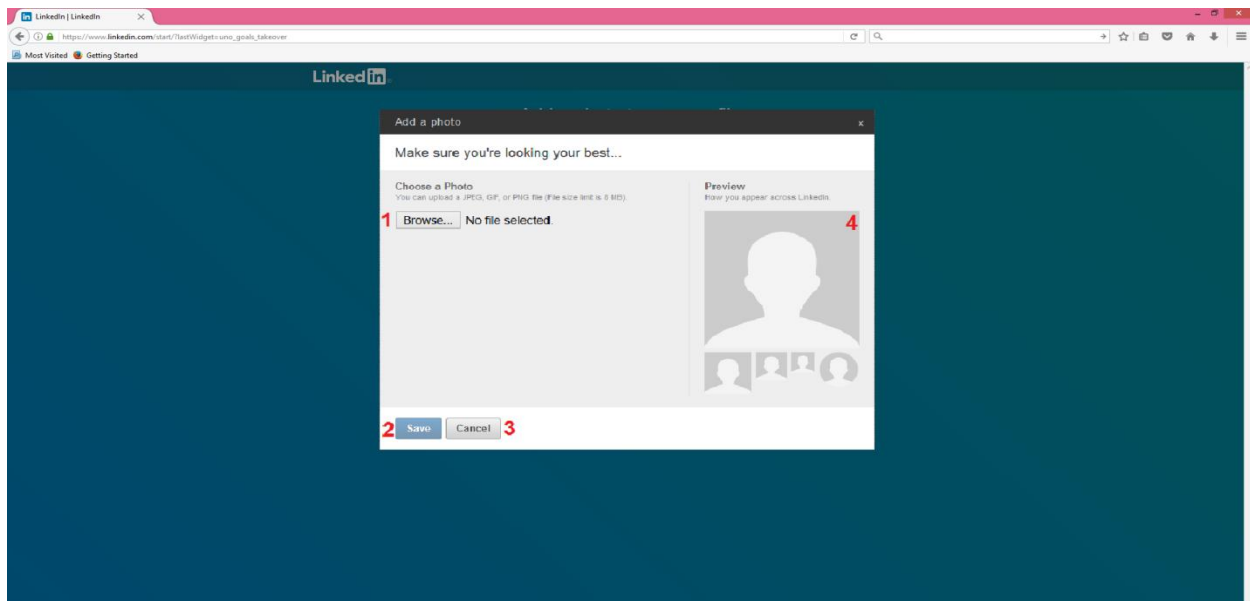 LinkedIn | LinkedIn
https://www.linkedin.com/start/?lastWidget=uno_goals_takeover
Most Visited Getting Started
Linked in
Add a photo x
Make sure you're looking your best...
Choose a Photo
You can upload a JPEG, GIF, or PNG file (File size limit is 8 MB).
1 Browse... No file selected.
Preview
How you appear across LinkedIn.
4
2 Save Cancel 3